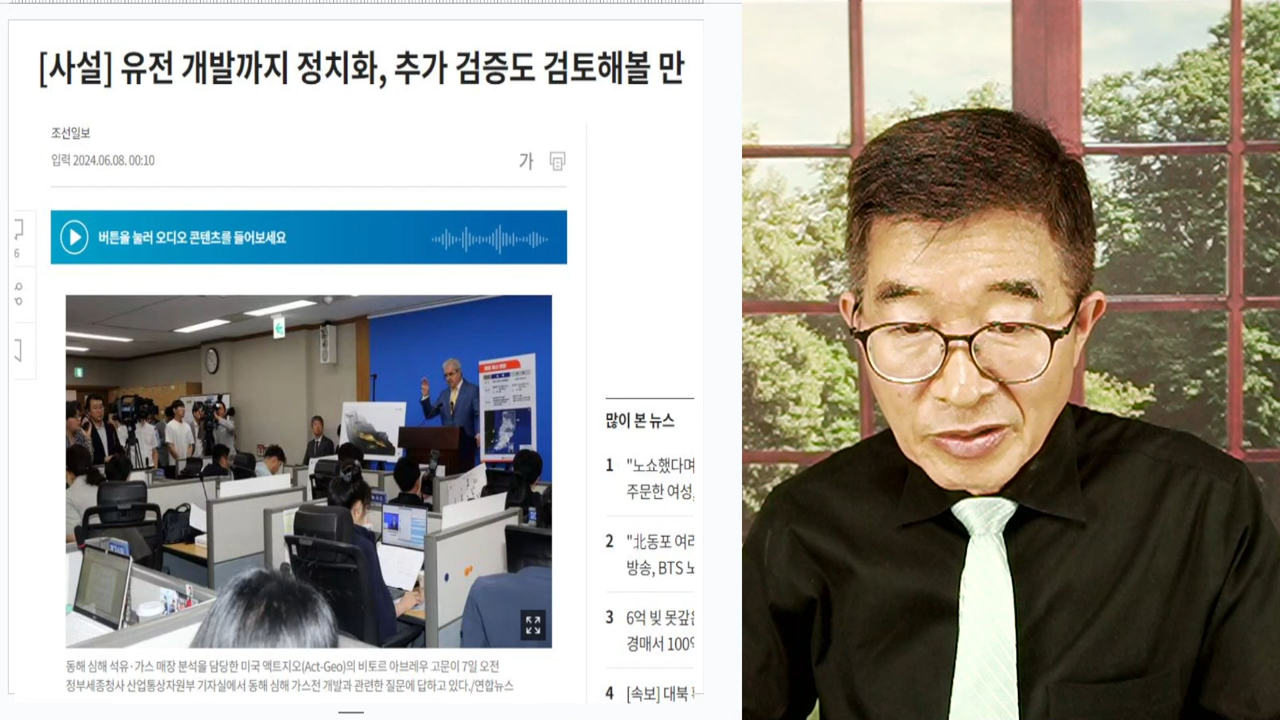 [사설] 유전 개발까지 정치화, 추가 검증도 검토해볼 만
조선일보
입력 2024.06.08. 00:10
가
버튼을 눌러 오디오 콘텐츠를 들어보세요
6
동해 심해 석유·가스 매장 분석을 담당한 미국 액트지오(Act-Geo)의 비토르 아브레우 고문이 7일 오전
정부세종청사 산업통상자원부 기자실에서 동해 심해 가스전 개발과 관련한 질문에 답하고 있다./연합뉴스
많이 본 뉴스
1 "노쇼했다며
주문한 여성,
2 "北동포 여러
방송, BTS 노
3 6억 빚 못갚은
경매서 100%
4 [속보] 대북